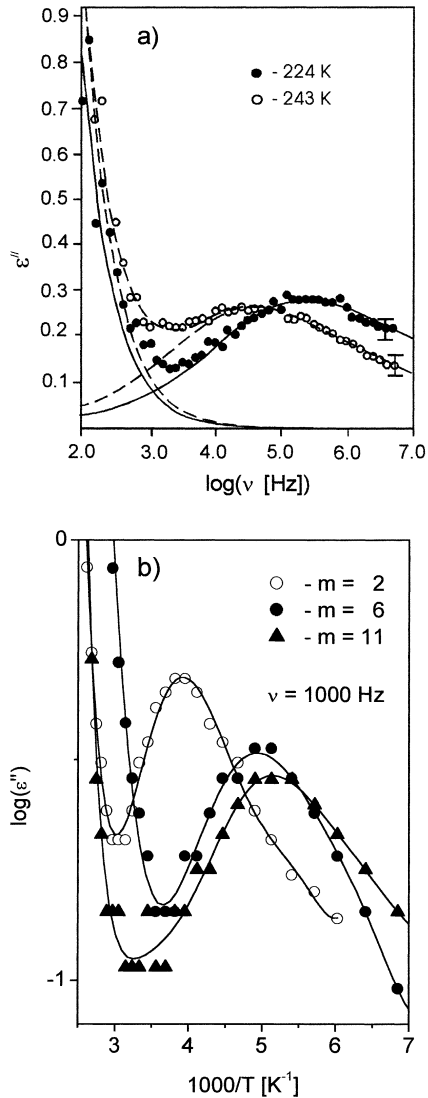 a)
0.9
0.8
0.7
0.6
0.5
0.4
0.3
0.2
0.1
ε//
● - 224 K
○ - 243 K
2.0 3.0 4.0 5.0 6.0 7.0
log(ν [Hz])
b)
0
-1
log(ε")
○ - m = 2
● - m = 6
▲ - m = 11
ν = 1000 Hz
3 4 5 6 7
1000/T [K⁻¹]